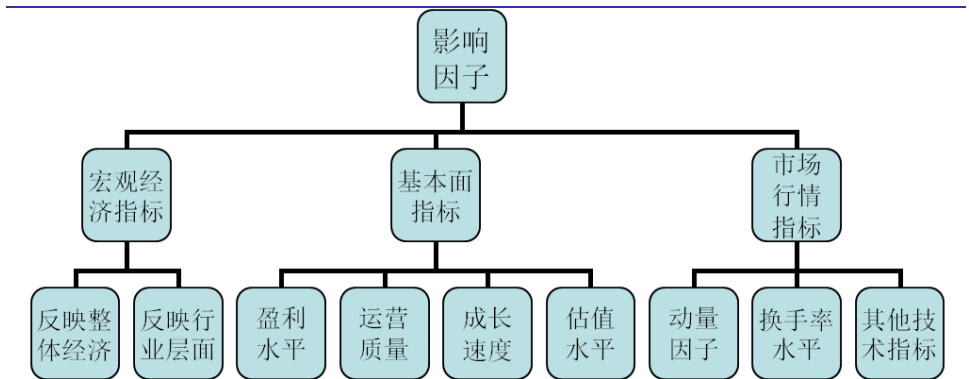 影响
因子
宏观经
济指标
基本面
指标
市场
行情
指标
反映整
体经济
反映行
业层面
盈利
水平
运营
质量
成长
速度
估值
水平
动量
因子
换手率
水平
其他技
术指标